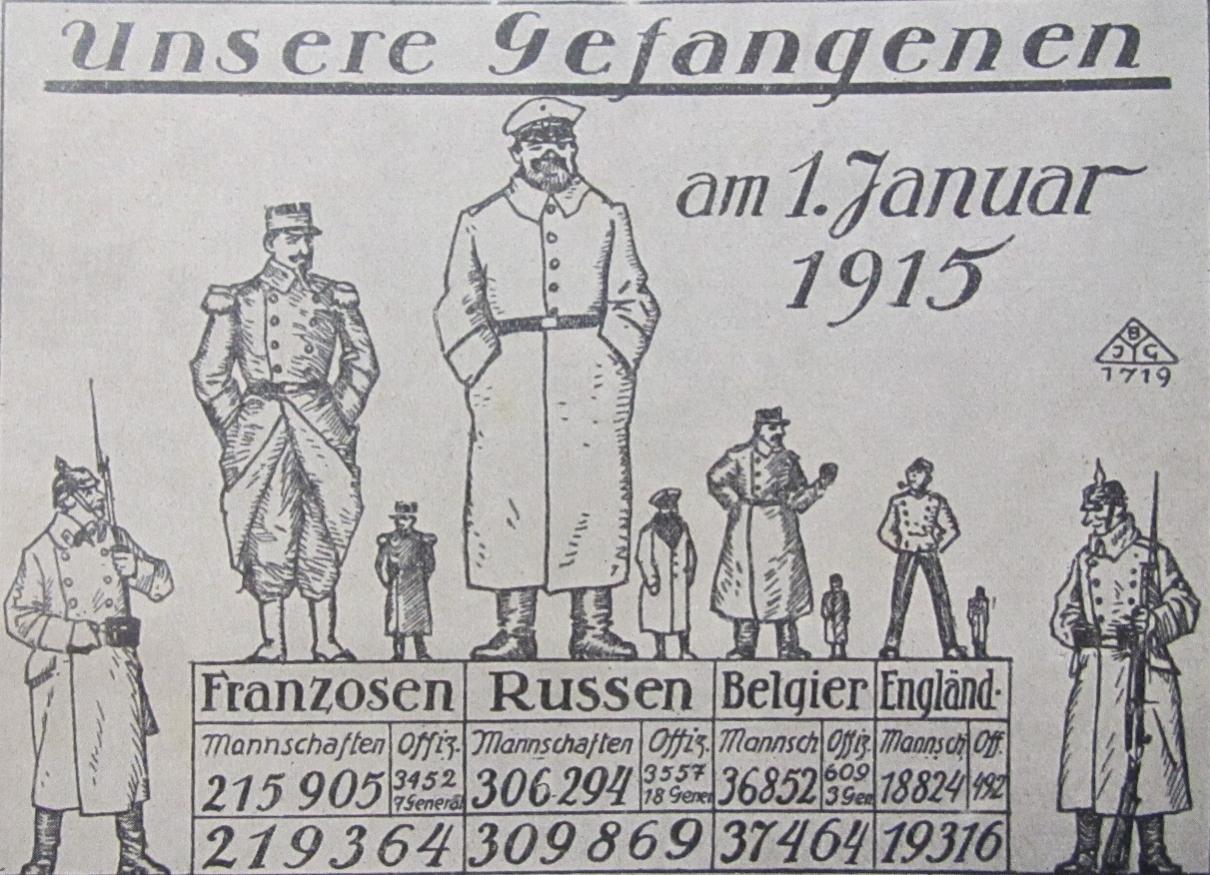 Unsere Gefangenen
am 1. Januar
1915
B
J G
1719
Franzosen Russen Belgier Engländ.
Mannschaften Offiz. Mannschaften Offiz. Mannsch Offiz. Mannsch Off.
215 905 3452 306 294 3557 36852 609 18824 492
7 General 18 Gener 3 Gen
219364 309869 37464 19316